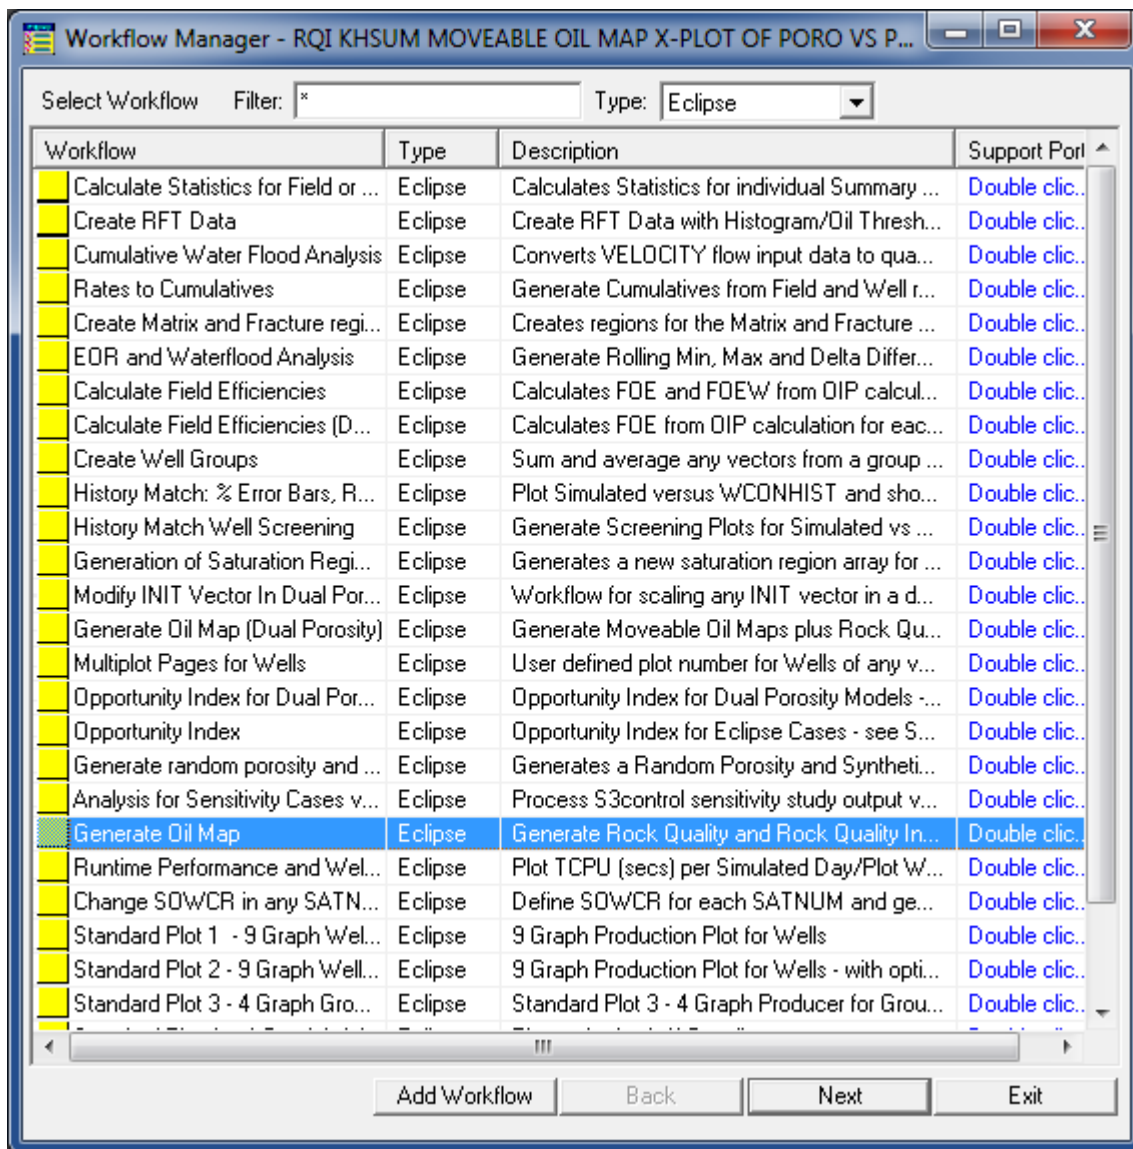 Workflow Manager - RQI KHSUM MOVEABLE OIL MAP X-PLOT OF PORO VS P...
Select Workflow Filter: * Type: Eclipse
Workflow Type Description Support Port
Calculate Statistics for Field or ... Eclipse Calculates Statistics for individual Summary ... Double clic..
Create RFT Data Eclipse Create RFT Data with Histogram/Oil Thresh... Double clic..
Cumulative Water Flood Analysis Eclipse Converts VELOCITY flow input data to qua... Double clic..
Rates to Cumulatives Eclipse Generate Cumulatives from Field and Well r... Double clic..
Create Matrix and Fracture regi... Eclipse Creates regions for the Matrix and Fracture ... Double clic..
EOR and Waterflood Analysis Eclipse Generate Rolling Min, Max and Delta Differ... Double clic..
Calculate Field Efficiencies Eclipse Calculates FOE and FOEW from OIP calcul... Double clic..
Calculate Field Efficiencies (D... Eclipse Calculates FOE from OIP calculation for eac... Double clic..
Create Well Groups Eclipse Sum and average any vectors from a group ... Double clic..
History Match: % Error Bars, R... Eclipse Plot Simulated versus WCONHIST and sho... Double clic..
History Match Well Screening Eclipse Generate Screening Plots for Simulated vs ... Double clic..
Generation of Saturation Regi... Eclipse Generates a new saturation region array for ... Double clic..
Modify INIT Vector In Dual Por... Eclipse Workflow for scaling any INIT vector in a d... Double clic..
Generate Oil Map (Dual Porosity) Eclipse Generate Moveable Oil Maps plus Rock Qu... Double clic..
Multiplot Pages for Wells Eclipse User defined plot number for Wells of any v... Double clic..
Opportunity Index for Dual Por... Eclipse Opportunity Index for Dual Porosity Models -... Double clic..
Opportunity Index Eclipse Opportunity Index for Eclipse Cases - see S... Double clic..
Generate random porosity and ... Eclipse Generates a Random Porosity and Syntheti... Double clic..
Analysis for Sensitivity Cases v... Eclipse Process S3control sensitivity study output v... Double clic..
Generate Oil Map Eclipse Generate Rock Quality and Rock Quality In... Double clic..
Runtime Performance and Wel... Eclipse Plot TCPU (secs) per Simulated Day/Plot W... Double clic..
Change SOWCR in any SATN... Eclipse Define SOWCR for each SATNUM and ge... Double clic..
Standard Plot 1 - 9 Graph Wel... Eclipse 9 Graph Production Plot for Wells Double clic..
Standard Plot 2 - 9 Graph Well... Eclipse 9 Graph Production Plot for Wells - with opti... Double clic..
Standard Plot 3 - 4 Graph Gro... Eclipse Standard Plot 3 - 4 Graph Producer for Grou... Double clic..
Add Workflow Back Next Exit